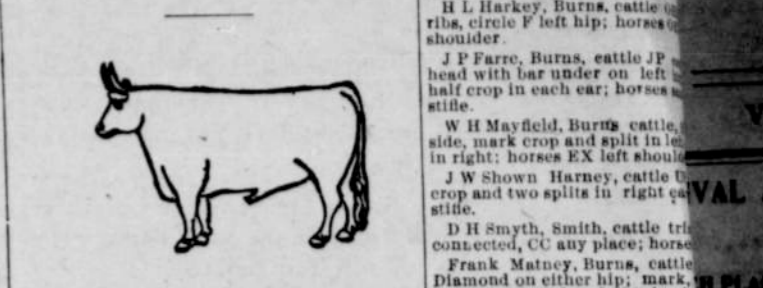 H L Harkey, Burns, cattle
ribs, circle F left hip; horses
shoulder.
J P Farre, Burns, cattle JP
head with bar under on left
half crop in each ear; horses
stifle.
W H Mayfield, Burns cattle,
side, mark crop and split in
in right; horses EX left
J W Shown Harney, cattle
crop and two splits in right
stifle.
D H Smyth, Smith, cattle
connected, CC any place; horse
Frank Matney, Burns, cattle
Diamond on either hip; mark,
VAL